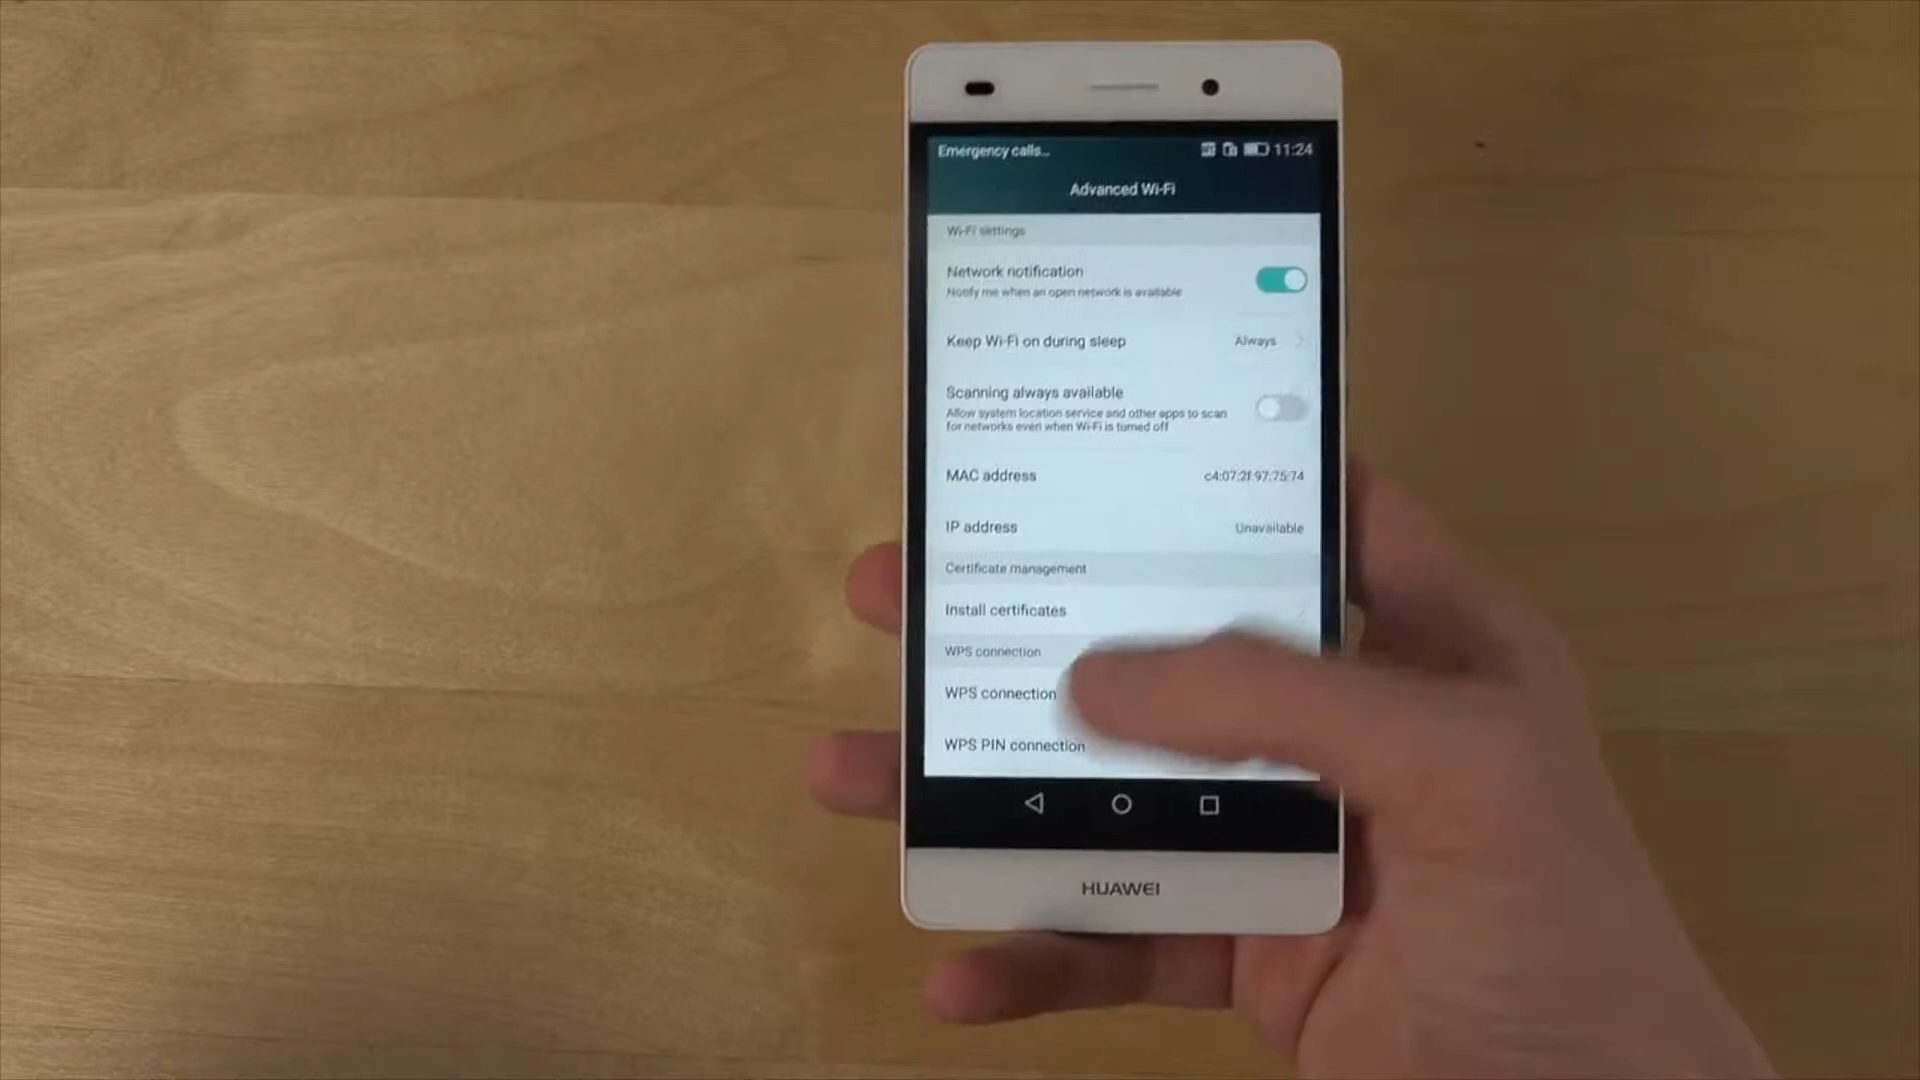 Emergency calls... 11:24
Advanced Wi-Fi
Wi-Fi settings
Network notification
Notify me when an open network is available
Keep Wi-Fi on during sleep Always
Scanning always available
Allow system location service and other apps to scan
for networks even when Wi-Fi is turned off
MAC address c4:07:2f:97:75:74
IP address Unavailable
Certificate management
Install certificates
WPS connection
WPS connection
WPS PIN connection
HUAWEI